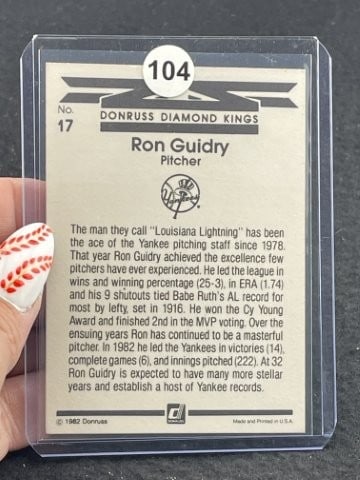 104
No.
17
DONRUSS DIAMOND KINGS
Ron Guidry
Pitcher
Yankees
The man they call "Louisiana Lightning" has been
the ace of the Yankee pitching staff since 1978.
That year Ron Guidry achieved the excellence few
pitchers have ever experienced. He led the league in
wins and winning percentage (25-3), in ERA (1.74)
and his 9 shutouts tied Babe Ruth's AL record for
most by lefty, set in 1916. He won the Cy Young
Award and finished 2nd in the MVP voting. Over the
ensuing years Ron has continued to be a masterful
pitcher. In 1982 he led the Yankees in victories (14),
complete games (6), and innings pitched (222). At 32
Ron Guidry is expected to have many more stellar
years and establish a host of Yankee records.
© 1982 Donruss
DONRUSS
Made and Printed in U.S.A.